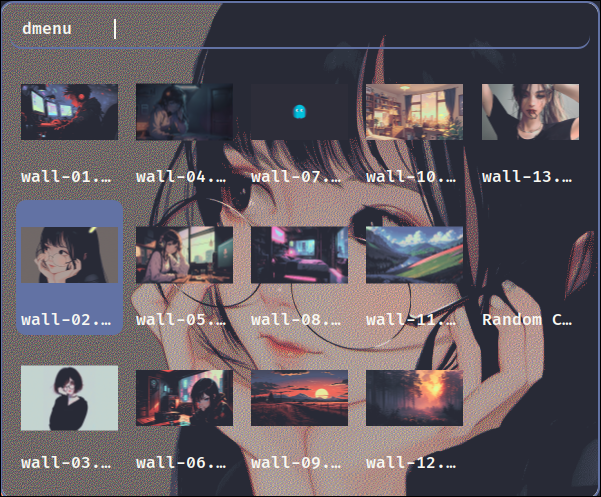 dmenu
wall-01.… wall-04.… wall-07.… wall-10.… wall-13.…
wall-02.… wall-05.… wall-08.… wall-11.… Random C…
wall-03.… wall-06.… wall-09.… wall-12.…